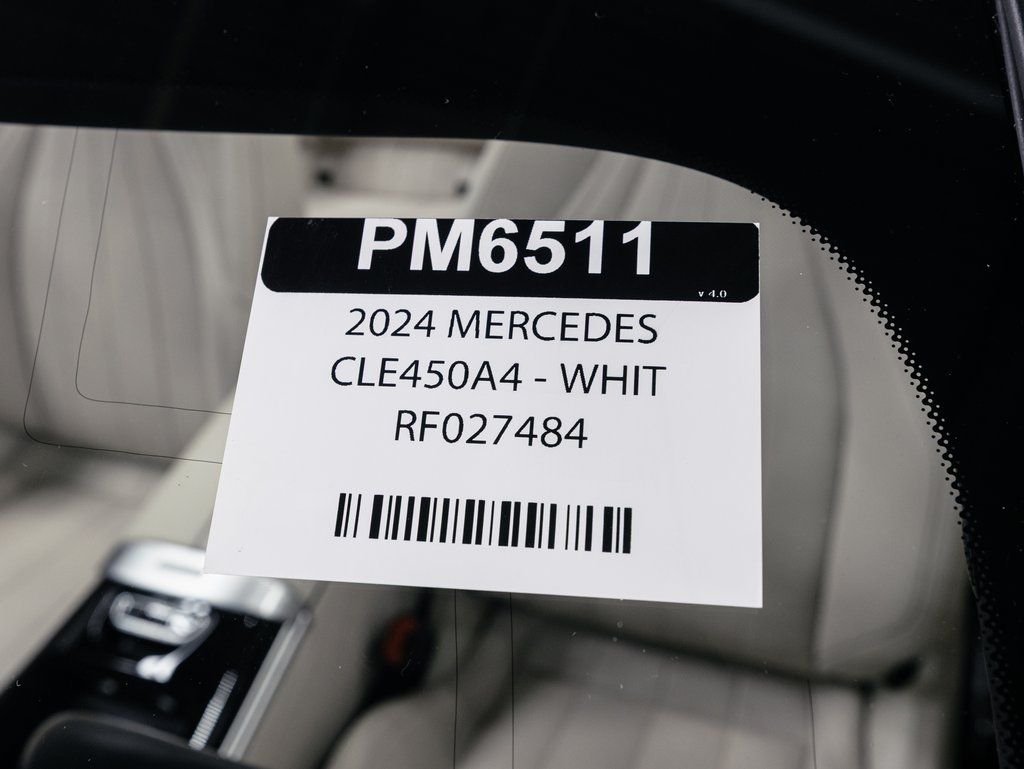 PM6511
v 4.0
2024 MERCEDES
CLE450A4 - WHIT
RF027484